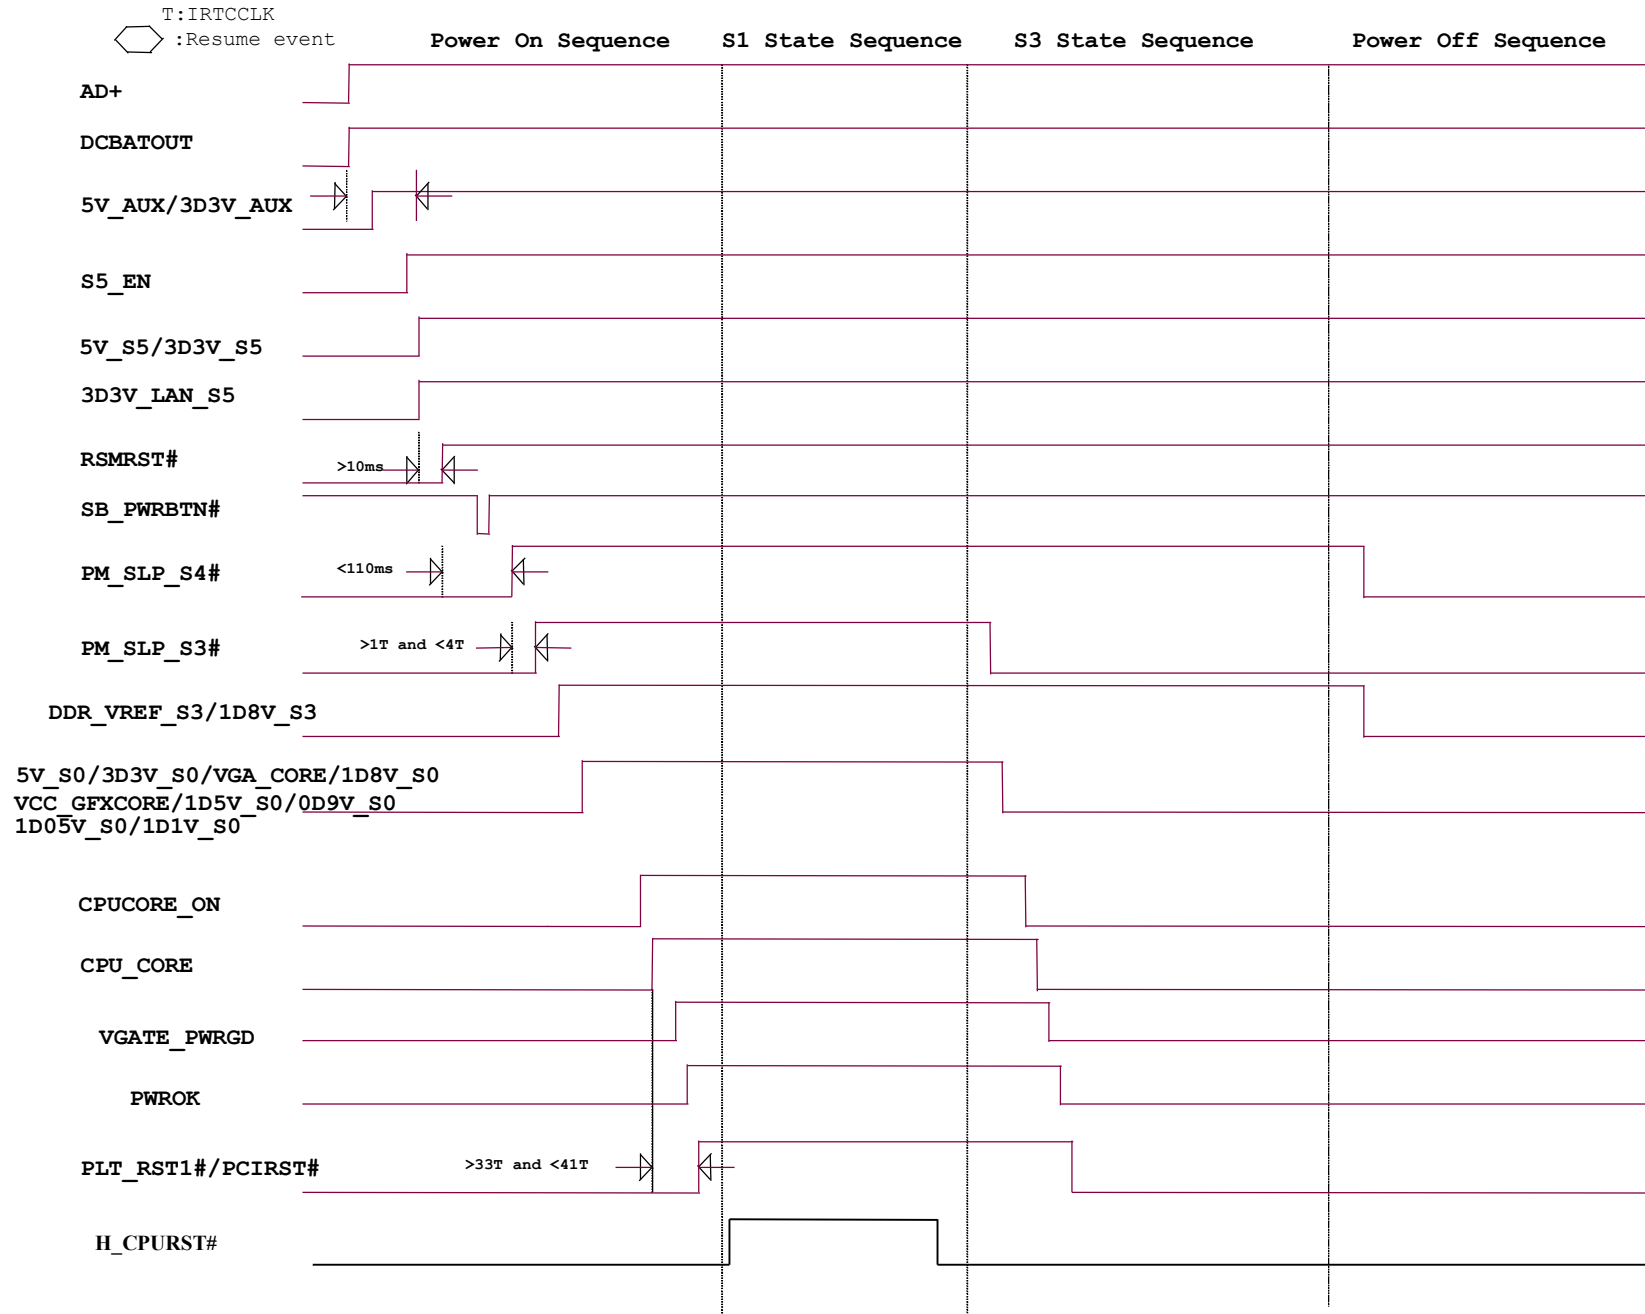 T:IRTCCLK
:Resume event
Power On Sequence
S1 State Sequence
S3 State Sequence
Power Off Sequence
AD+
DCBATOUT
5V_AUX/3D3V_AUX
S5_EN
5V_S5/3D3V_S5
3D3V_LAN_S5
RSMRST#
>10ms
SB_PWRBTN#
PM_SLP_S4#
<110ms
PM_SLP_S3#
>1T and <4T
DDR_VREF_S3/1D8V_S3
5V_S0/3D3V_S0/VGA_CORE/1D8V_S0
VCC_GFXCORE/1D5V_S0/0D9V_S0
1D05V_S0/1D1V_S0
CPUCORE_ON
CPU_CORE
VGATE_PWRGD
PWROK
PLT_RST1#/PCIRST#
>33T and <41T
H_CPURST#